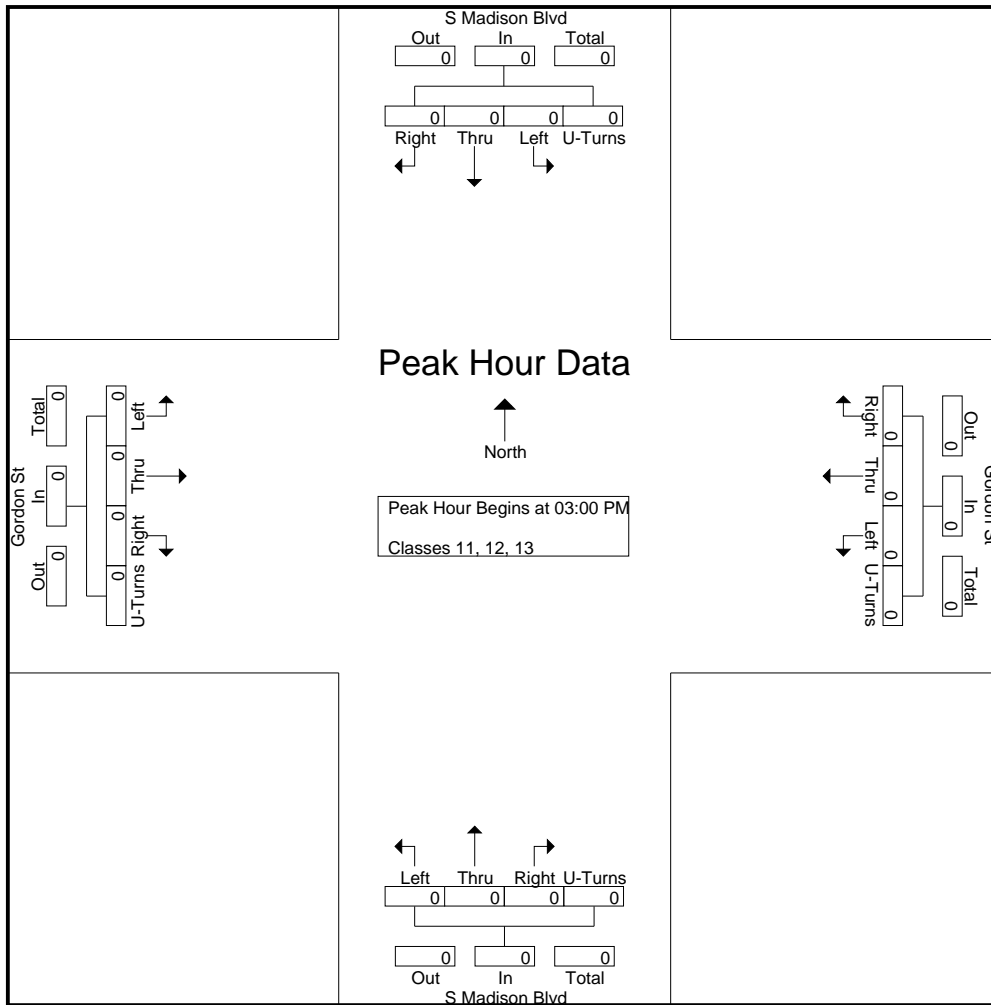 S Madison Blvd
Out In Total
0 0 0
0 0 0 0
Right Thru Left U-Turns
Peak Hour Data
North
Peak Hour Begins at 03:00 PM
Classes 11, 12, 13
Gordon St
Total In Out
0 0 0
0 0 0 0
Left Thru Right U-Turns
Right Thru Left U-Turns
0 0 0 0
Out In Total
0 0 0
Gordon St
Left Thru Right U-Turns
0 0 0 0
0 0 0
Out In Total
S Madison Blvd